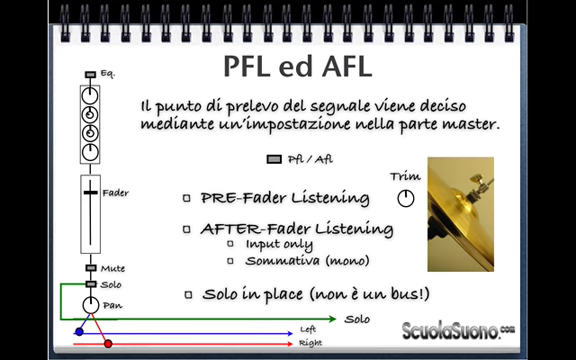 PFL ed AFL
Eq.
Il punto di prelevo del segnale viene deciso
mediante un'impostazione nella parte master.
Pfl / Afl
Trim
Fader
PRE-Fader Listening
AFTER-Fader Listening
Input only
Sommativa (mono)
Mute
Solo
Solo in place (non è un bus!)
Pan
Solo
Left
Right
ScuolaSuono.com